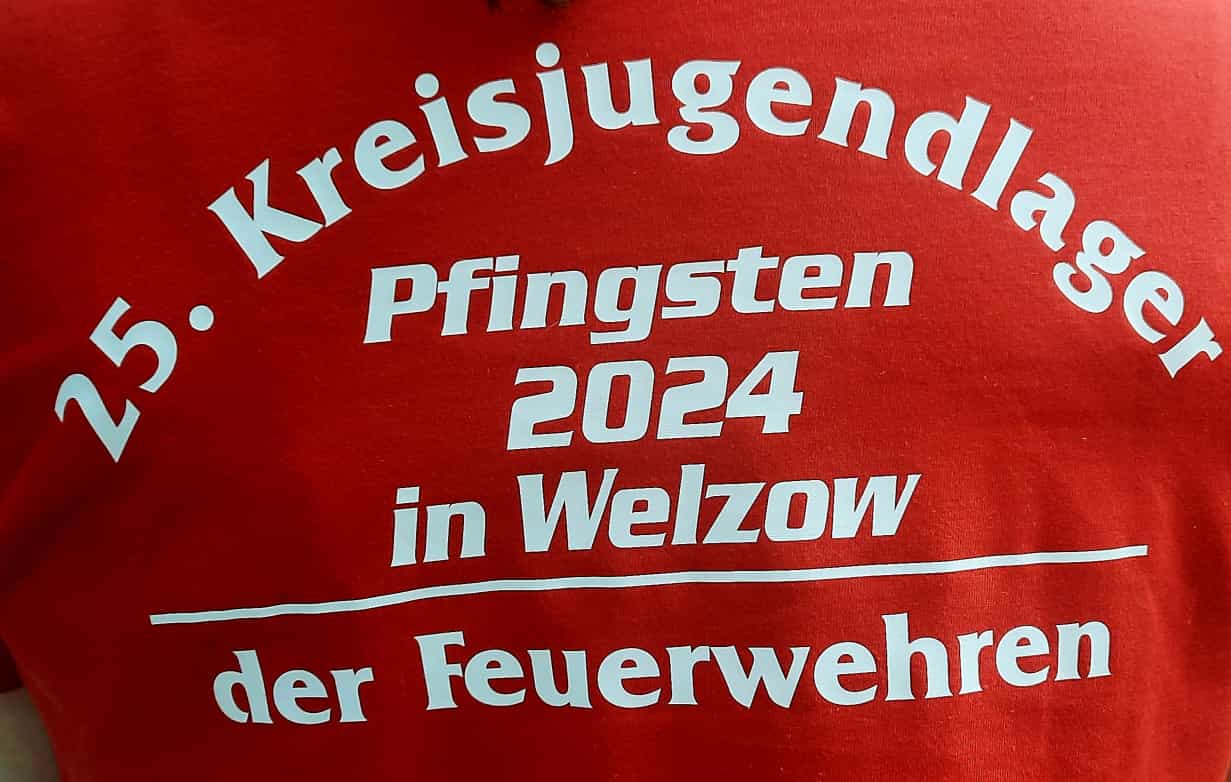 25. Kreisjugendlager
Pfingsten
2024
in Welzow
der Feuerwehren